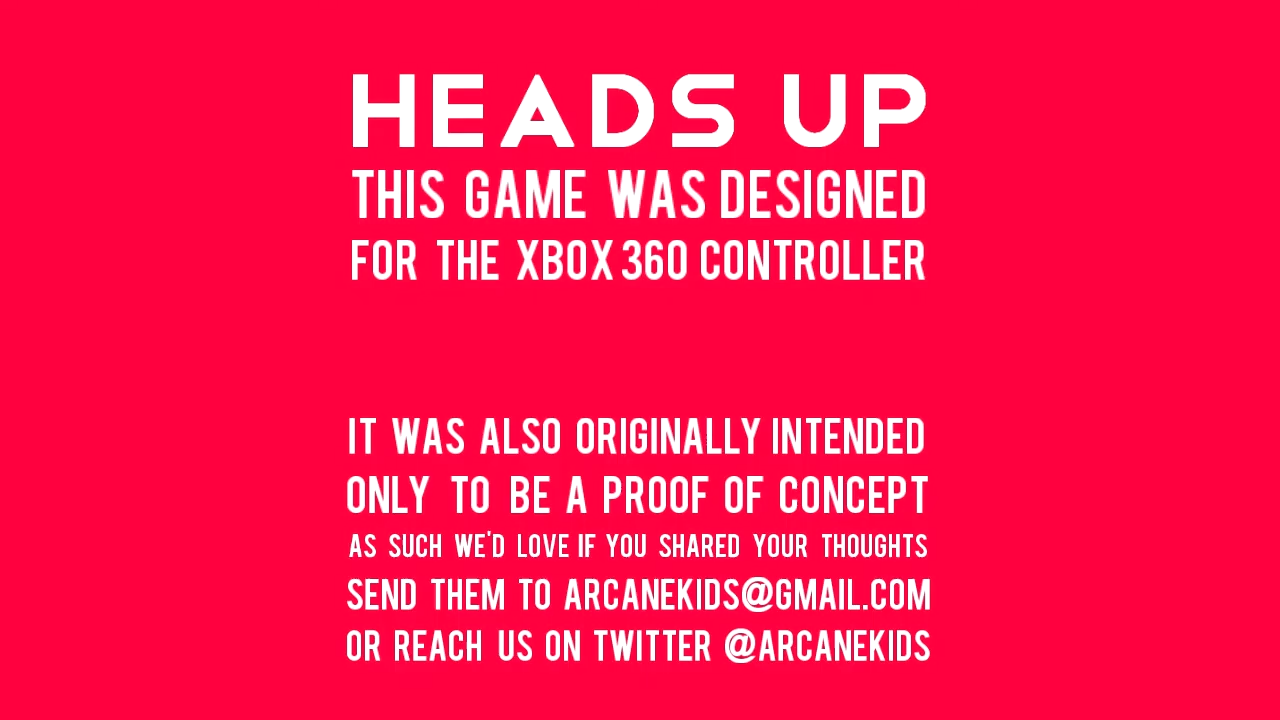 HEADS UP
THIS GAME WAS DESIGNED
FOR THE XBOX 360 CONTROLLER
IT WAS ALSO ORIGINALLY INTENDED
ONLY TO BE A PROOF OF CONCEPT
AS SUCH WE'D LOVE IF YOU SHARED YOUR THOUGHTS
SEND THEM TO ARCANEKIDS@GMAIL.COM
OR REACH US ON TWITTER @ARCANEKIDS